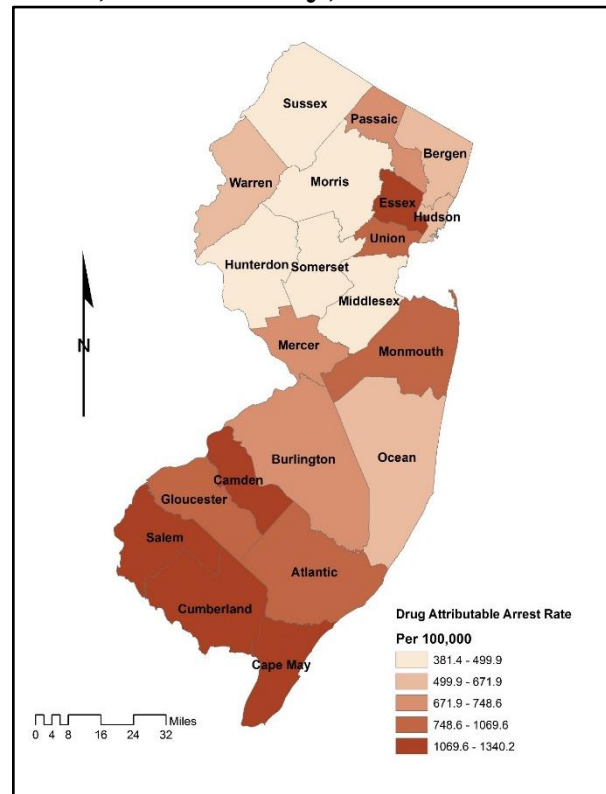 Sussex
Passaic
Bergen
Warren
Morris
Essex
Hudson
Union
Hunterdon
Somerset
Middlesex
N
Mercer
Monmouth
Burlington
Ocean
Camden
Gloucester
Salem
Atlantic
Cumberland
Cape May
Drug Attributable Arrest Rate
Per 100,000
381.4 - 499.9
499.9 - 671.9
671.9 - 748.6
748.6 - 1069.6
1069.6 - 1340.2
Miles
0 4 8 16 24 32